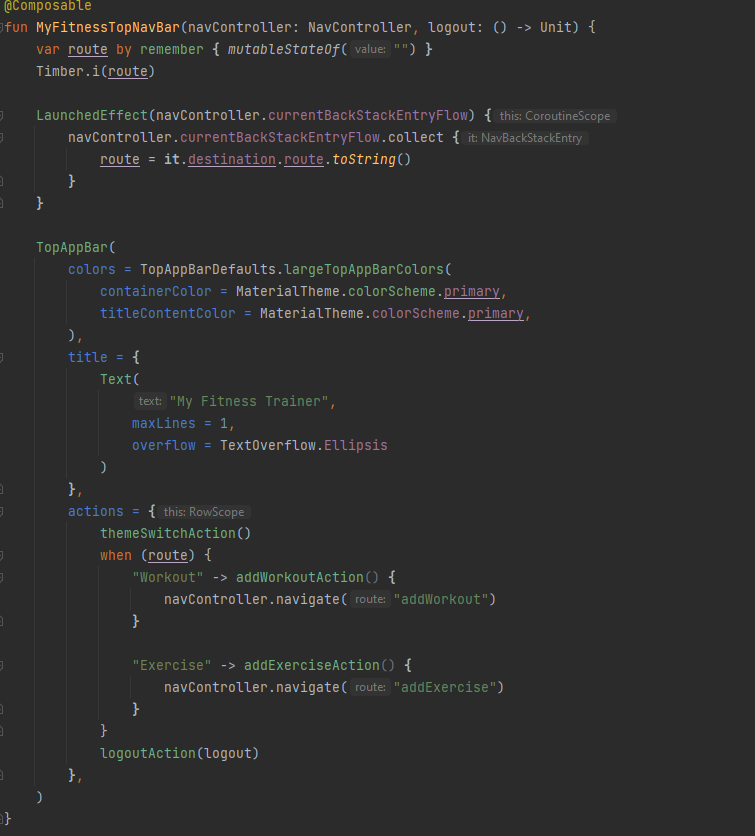 @Composable
fun MyFitnessTopNavBar(navController: NavController, logout: () -> Unit) {
    var route by remember { mutableStateOf( value: "") }
    Timber.i(route)

    LaunchedEffect(navController.currentBackStackEntryFlow) { this: CoroutineScope
        navController.currentBackStackEntryFlow.collect { it: NavBackStackEntry
            route = it.destination.route.toString()
        }
    }

    TopAppBar(
        colors = TopAppBarDefaults.largeTopAppBarColors(
            containerColor = MaterialTheme.colorScheme.primary,
            titleContentColor = MaterialTheme.colorScheme.primary,
        ),
        title = {
            Text(
                text: "My Fitness Trainer",
                maxLines = 1,
                overflow = TextOverflow.Ellipsis
            )
        },
        actions = { this: RowScope
            themeSwitchAction()
            when (route) {
                "Workout" -> addWorkoutAction() {
                    navController.navigate( route: "addWorkout")
                }

                "Exercise" -> addExerciseAction() {
                    navController.navigate( route: "addExercise")
                }
            }
            logoutAction(logout)
        },
    )
}